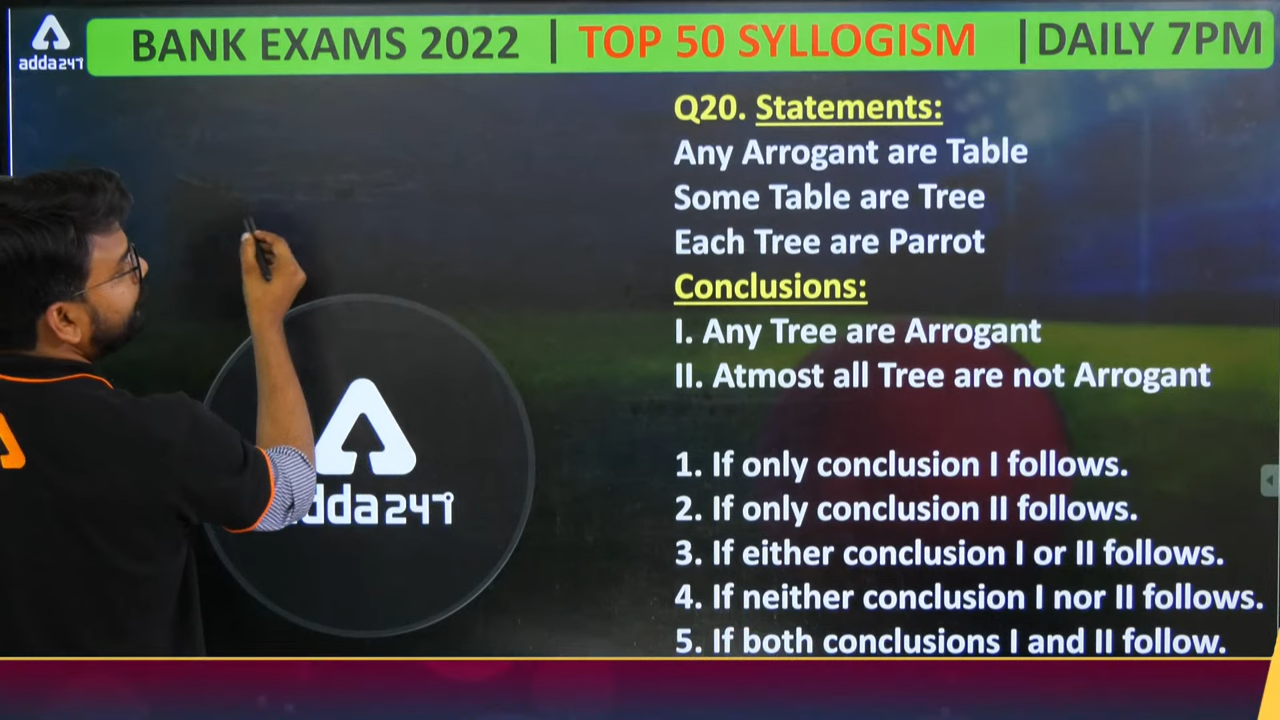 adda247
BANK EXAMS 2022 | TOP 50 SYLLOGISM | DAILY 7PM
Q20. Statements:
Any Arrogant are Table
Some Table are Tree
Each Tree are Parrot
Conclusions:
I. Any Tree are Arrogant
II. Atmost all Tree are not Arrogant
1. If only conclusion I follows.
2. If only conclusion II follows.
3. If either conclusion I or II follows.
4. If neither conclusion I nor II follows.
5. If both conclusions I and II follow.
dda247